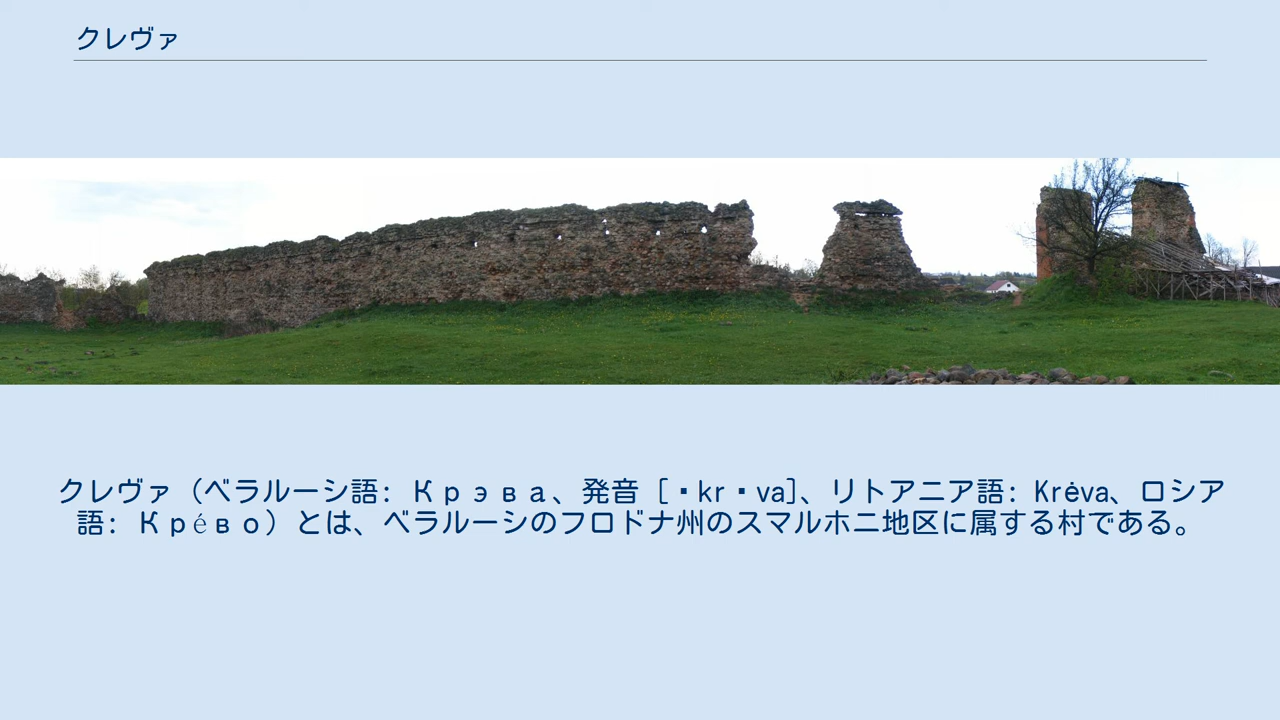 クレヴァ
クレヴァ（ベラルーシ語: Крэва、発音 [▪kr▪va]、リトアニア語: Krėva、ロシア
語: Крéво）とは、ベラルーシのフロドナ州のスマルホニ地区に属する村である。